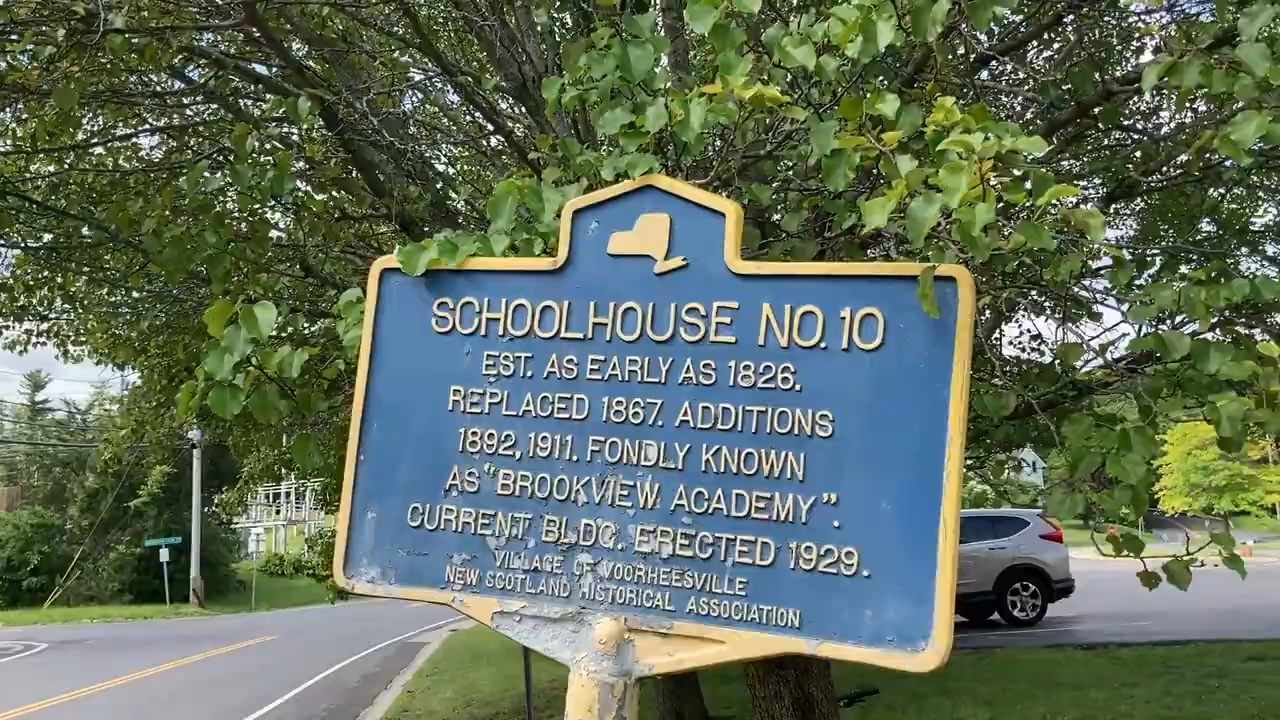 SCHOOLHOUSE NO. 10
EST. AS EARLY AS 1826.
REPLACED 1867. ADDITIONS
1892, 1911. FONDLY KNOWN
AS "BROOKVIEW ACADEMY".
CURRENT BLDG. ERECTED 1929.
VILLAGE OF VOORHEESVILLE
NEW SCOTLAND HISTORICAL ASSOCIATION